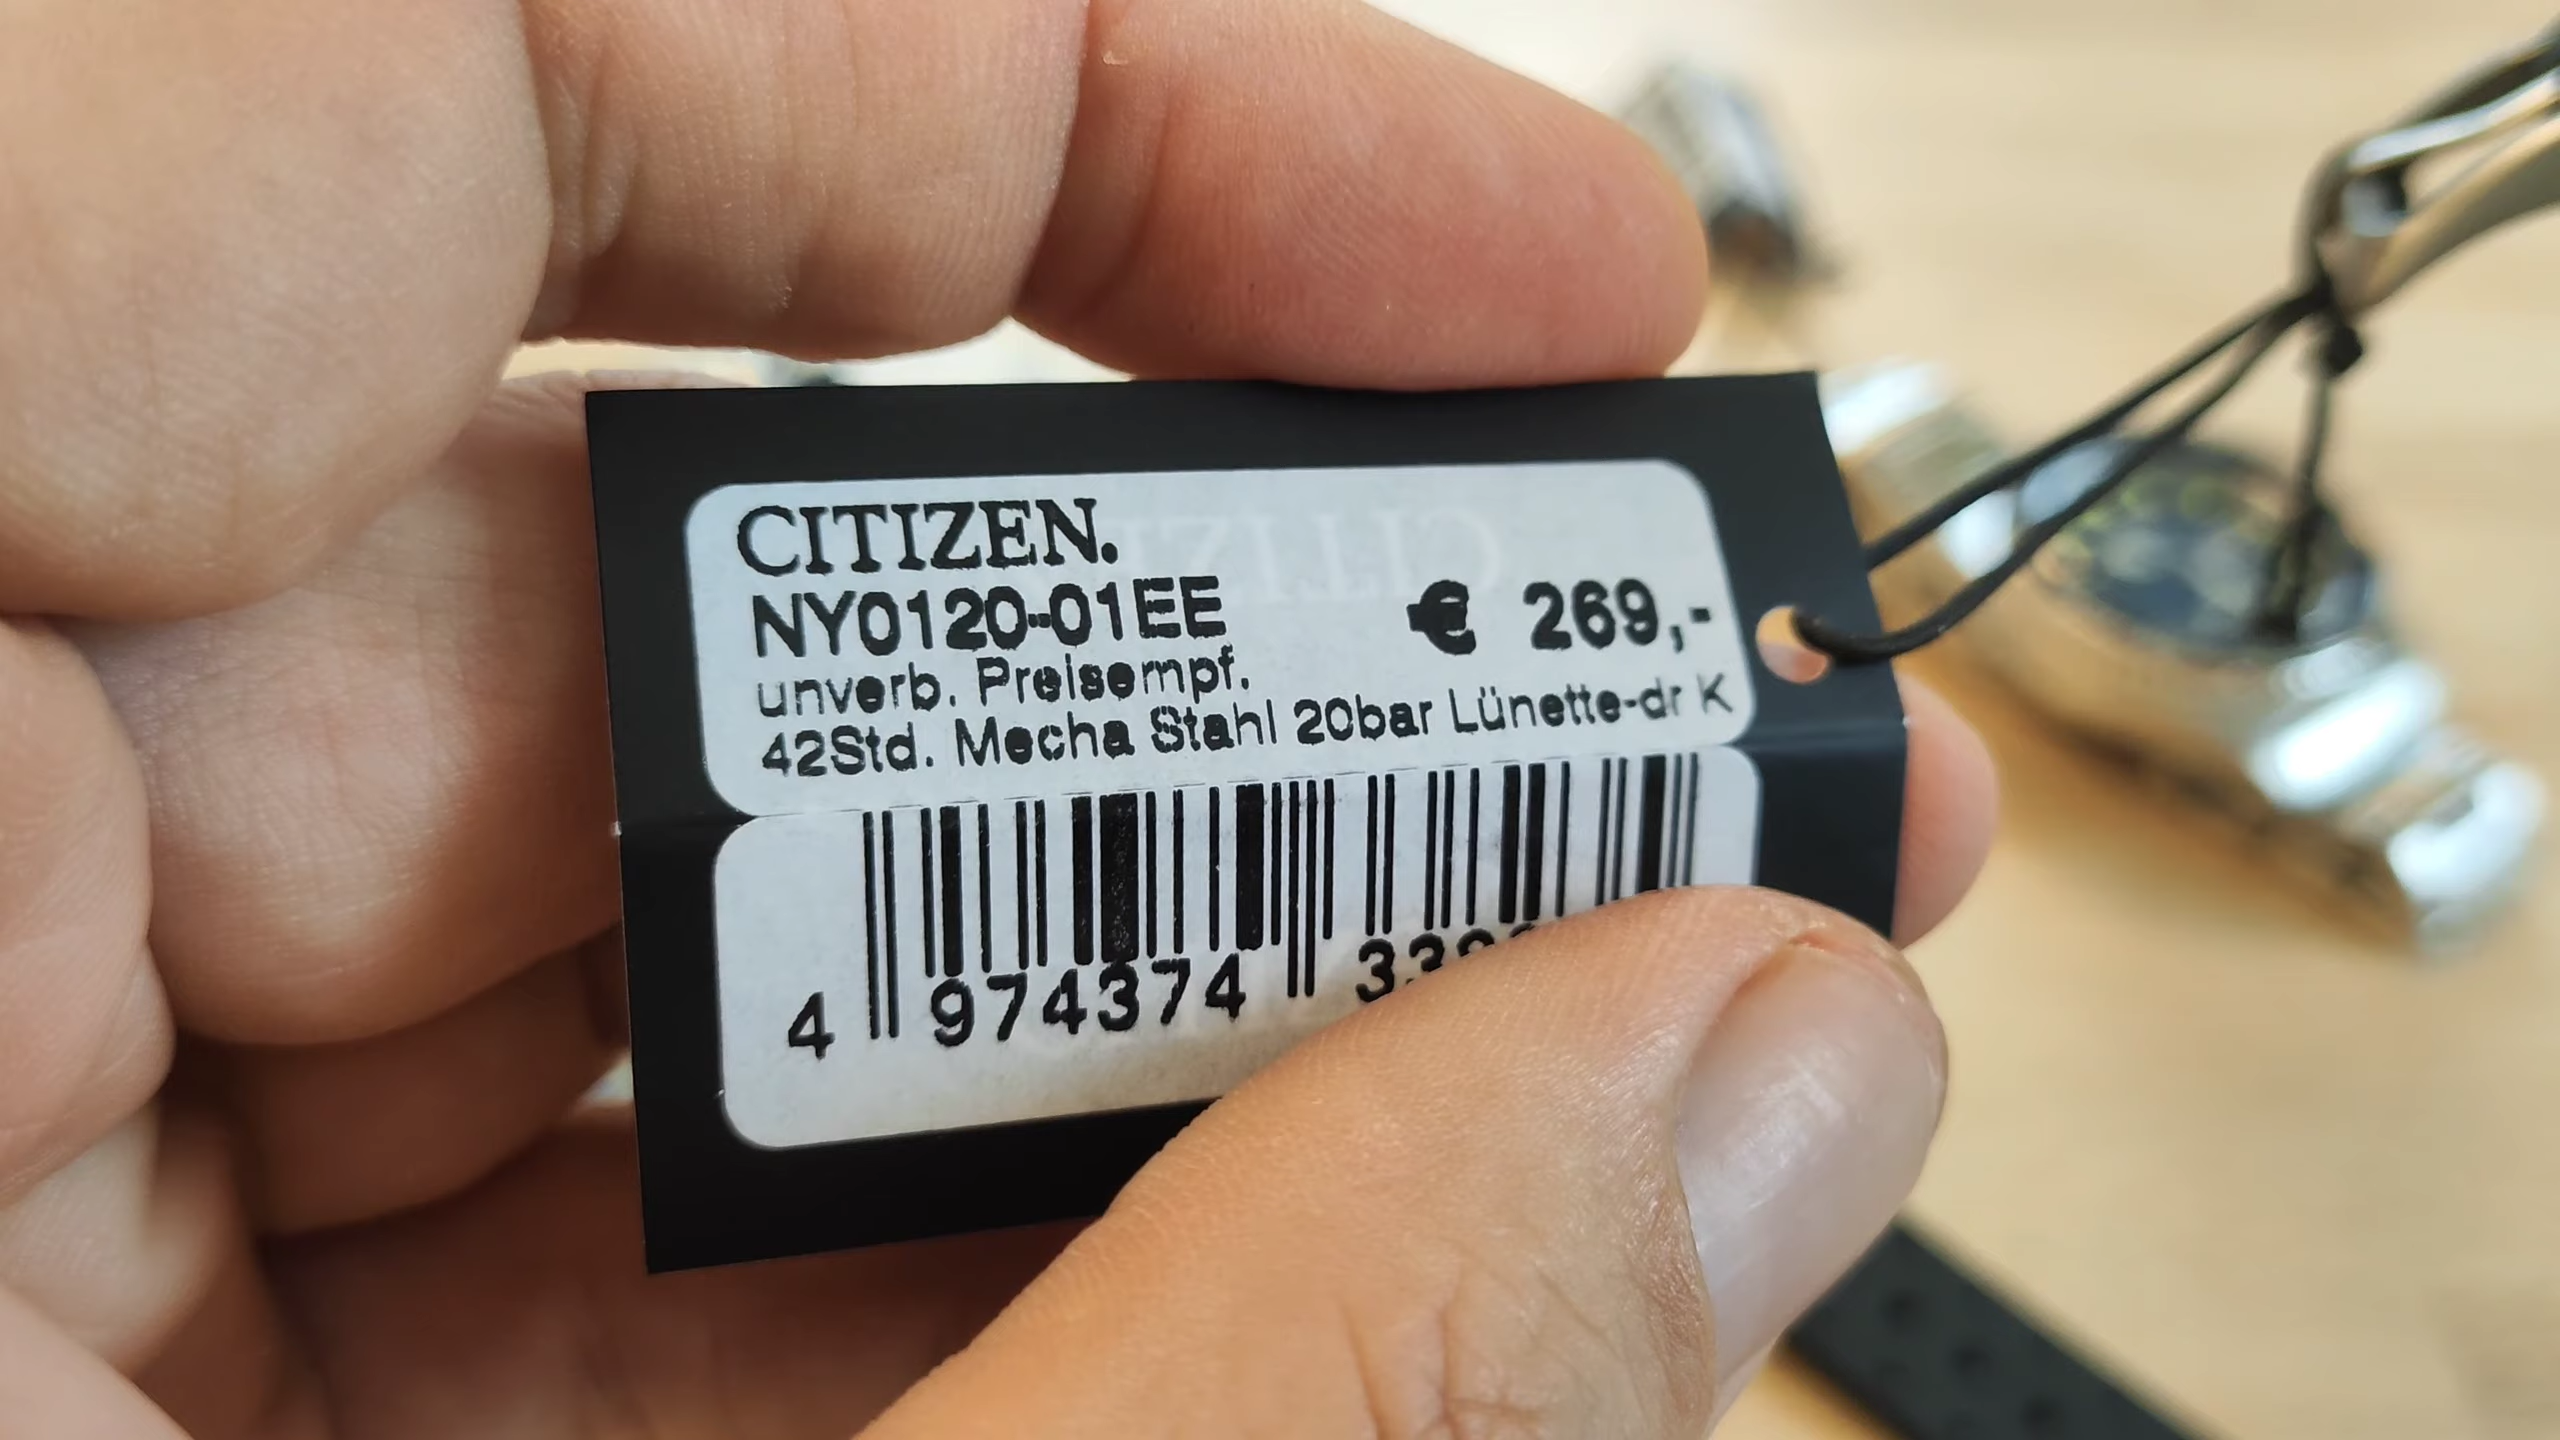 CITIZEN.
NY0120-01EE € 269,-
unverb. Preisempf.
42Std. Mecha Stahl 20bar Lünette-dr K
4 974374